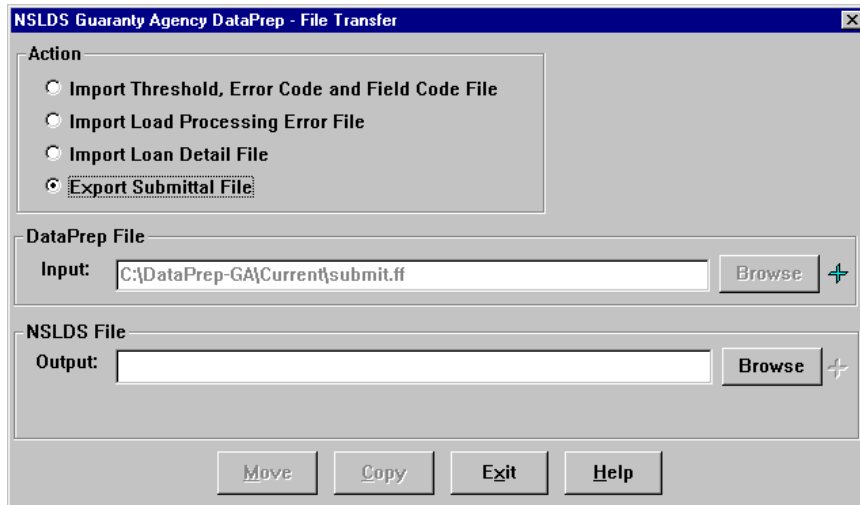 NSLDS Guaranty Agency DataPrep - File Transfer
Action
Import Threshold, Error Code and Field Code File
Import Load Processing Error File
Import Loan Detail File
Export Submittal File
DataPrep File
Input: C:\DataPrep-GA\Current\submit.ff Browse
NSLDS File
Output: Browse
Move Copy Exit Help